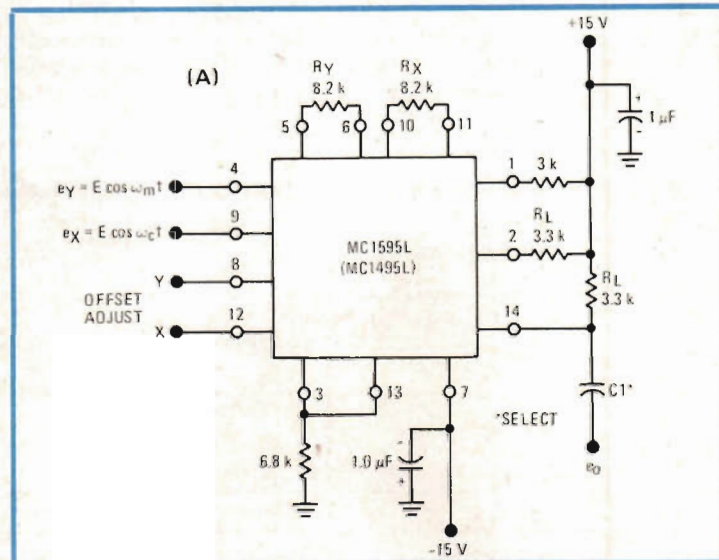 (A)
+15 V
RY
8.2 k
RX
8.2 k
1 µF
+
-
5
6
10
11
4
eY = E cos ωmt
9
eX = E cos ωct
8
Y
OFFSET
ADJUST
X
12
MC1595L
(MC1495L)
1
3 k
2
RL
3.3 k
RL
3.3 k
14
C1*
*SELECT
eo
3
13
7
6.8 k
1.0 µF
-
+
-15 V